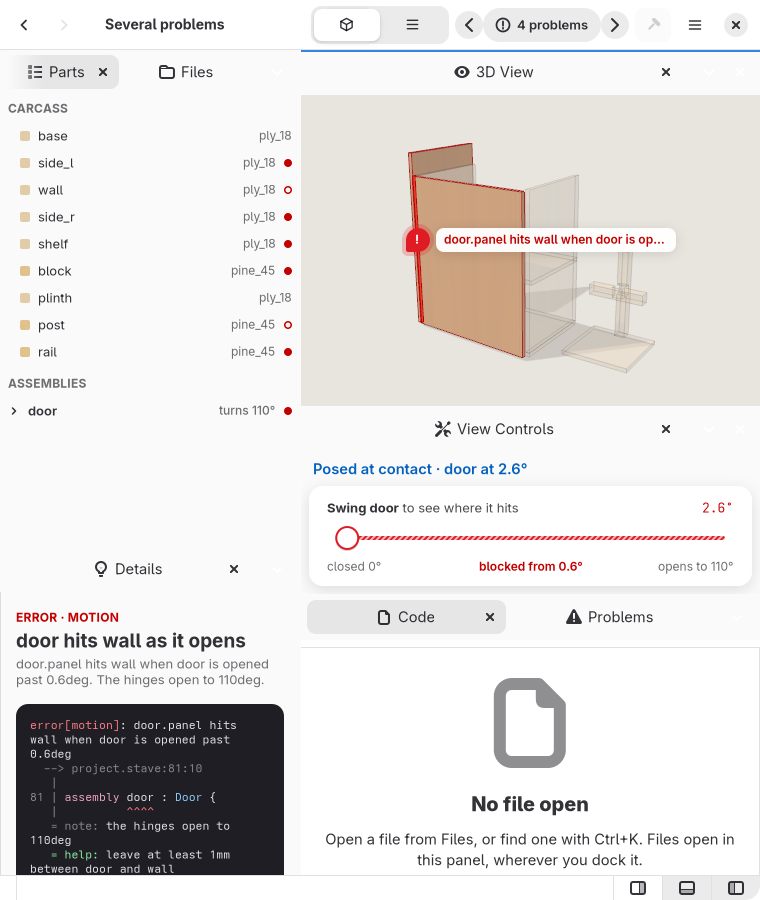 Several problems
4 problems
Parts
Files
3D View
CARCASS
base ply_18
side_l ply_18
wall ply_18
side_r ply_18
shelf ply_18
block pine_45
plinth ply_18
post pine_45
rail pine_45
ASSEMBLIES
door turns 110°
!
door.panel hits wall when door is op...
View Controls
Posed at contact · door at 2.6°
Swing door to see where it hits 2.6°
closed 0° blocked from 0.6° opens to 110°
Details
ERROR · MOTION
door hits wall as it opens
door.panel hits wall when door is opened
past 0.6deg. The hinges open to 110deg.
error[motion]: door.panel hits
wall when door is opened past
0.6deg
--> project.stave:81:10
|
81 | assembly door : Door {
| ^^^^
= note: the hinges open to
110deg
= help: leave at least 1mm
between door and wall
Code
Problems
No file open
Open a file from Files, or find one with Ctrl+K. Files open in
this panel, wherever you dock it.